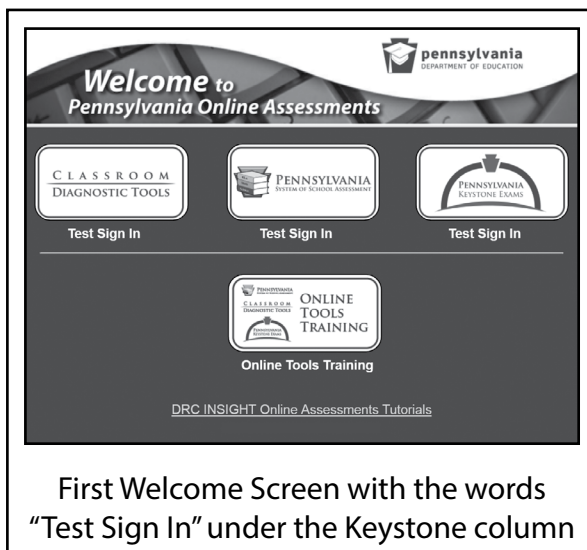 pennsylvania
DEPARTMENT OF EDUCATION
Welcome to
Pennsylvania Online Assessments
CLASSROOM
DIAGNOSTIC TOOLS
Test Sign In
PENNSYLVANIA
SYSTEM OF SCHOOL ASSESSMENT
Test Sign In
PENNSYLVANIA
KEYSTONE EXAMS
Test Sign In
PENNSYLVANIA
CLASSROOM
DIAGNOSTIC TOOLS
PENNSYLVANIA
KEYSTONE EXAMS
ONLINE
TOOLS
TRAINING
Online Tools Training
DRC INSIGHT Online Assessments Tutorials
First Welcome Screen with the words
“Test Sign In” under the Keystone column